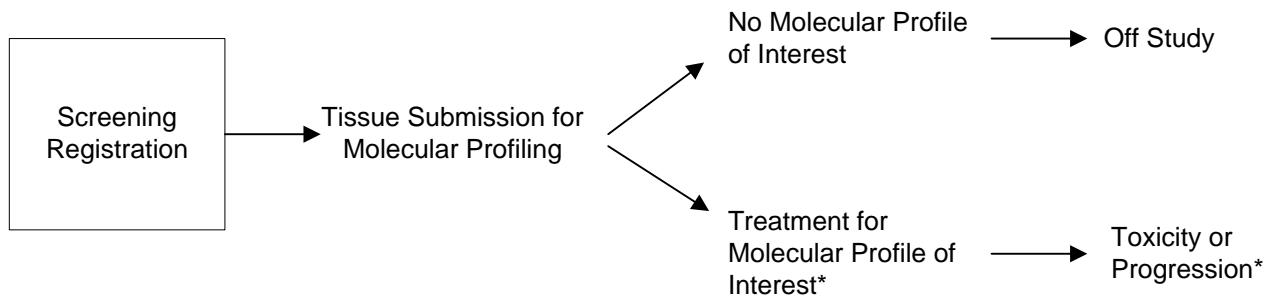 Screening
Registration
Tissue Submission for
Molecular Profiling
No Molecular Profile
of Interest
Off Study
Treatment for
Molecular Profile of
Interest*
Toxicity or
Progression*